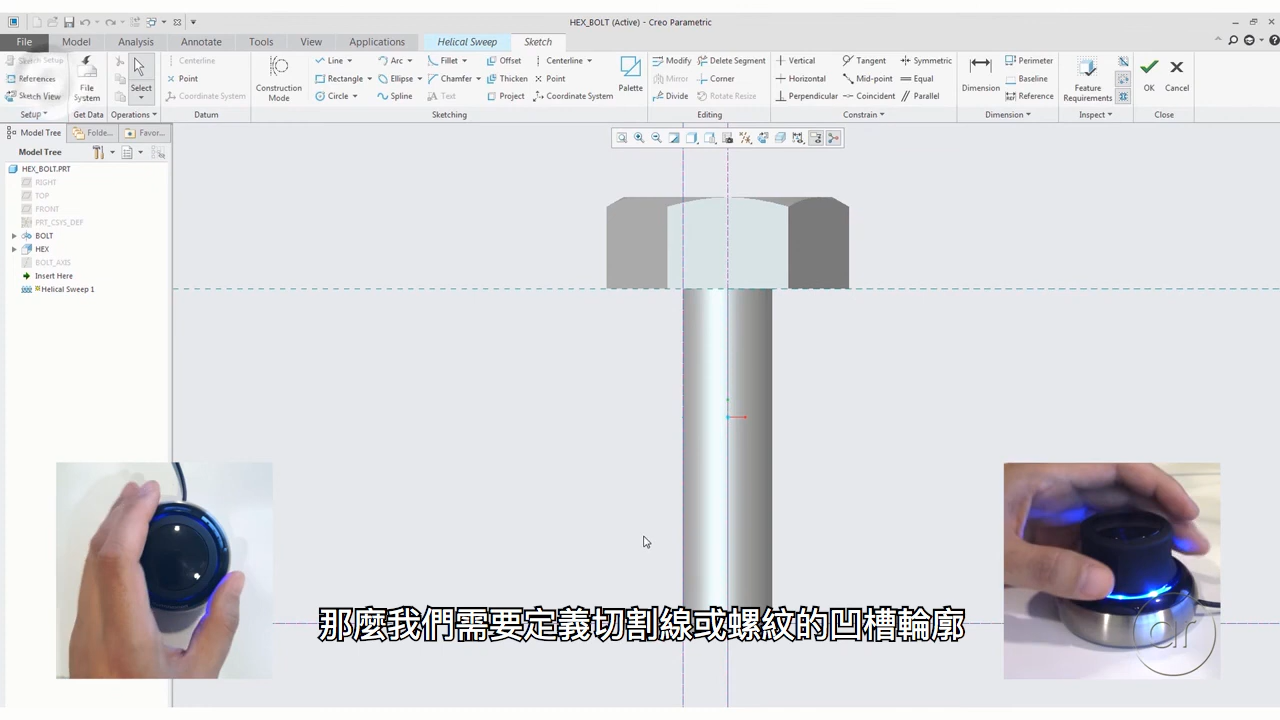 HEX_BOLT (Active) - Creo Parametric
File Model Analysis Annotate Tools View Applications Helical Sweep Sketch
Sketch Setup
References
Sketch View
Setup
File System
Get Data
Select
Operations
Centerline
Point
Coordinate System
Datum
Construction Mode
Line Arc Fillet Offset Centerline
Rectangle Ellipse Chamfer Thicken Point
Circle Spline Text Project Coordinate System
Palette
Sketching
Modify Delete Segment
Mirror Corner
Divide Rotate Resize
Editing
Vertical Tangent Symmetric
Horizontal Mid-point Equal
Perpendicular Coincident Parallel
Constrain
Dimension
Perimeter
Baseline
Reference
Dimension
Feature Requirements
Inspect
OK Cancel
Close
Model Tree Folde... Favor...
Model Tree
HEX_BOLT.PRT
RIGHT
TOP
FRONT
PRT_CSYS_DEF
BOLT
HEX
BOLT_AXIS
Insert Here
Helical Sweep 1
那麼我們需要定義切割線或螺紋的凹槽輪廓
ar